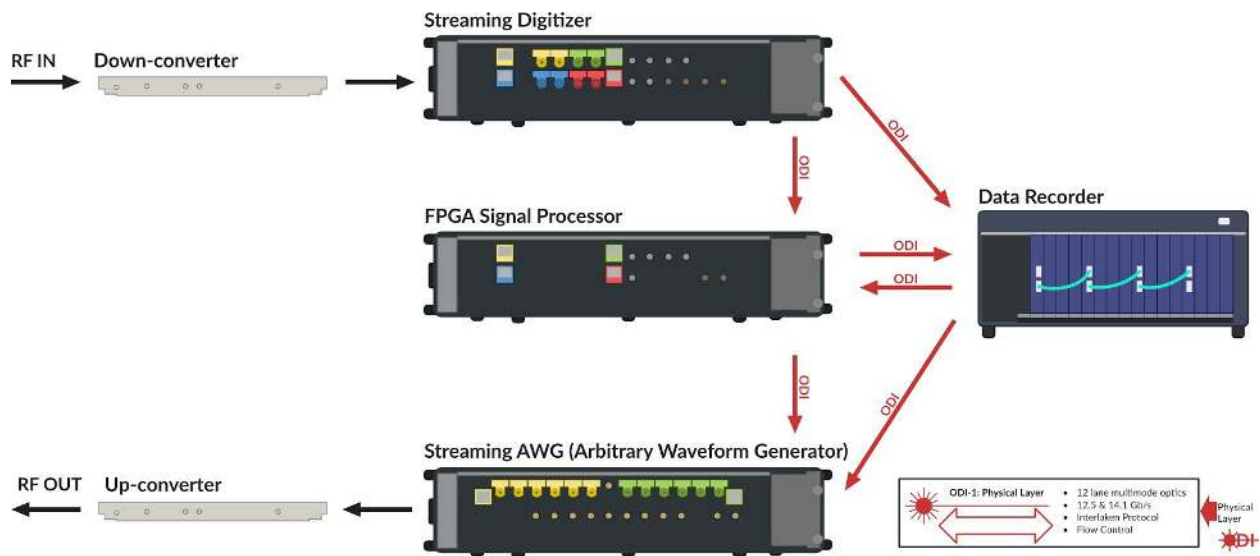 Streaming Digitizer
RF IN
Down-converter
ODI
ODI
Data Recorder
FPGA Signal Processor
ODI
ODI
ODI
ODI
Streaming AWG (Arbitrary Waveform Generator)
RF OUT
Up-converter
ODI-1: Physical Layer
• 12 lane multimode optics
• 12.5 & 14.1 Gb/s
• Interlaken Protocol
• Flow Control
Physical
Layer
ODI